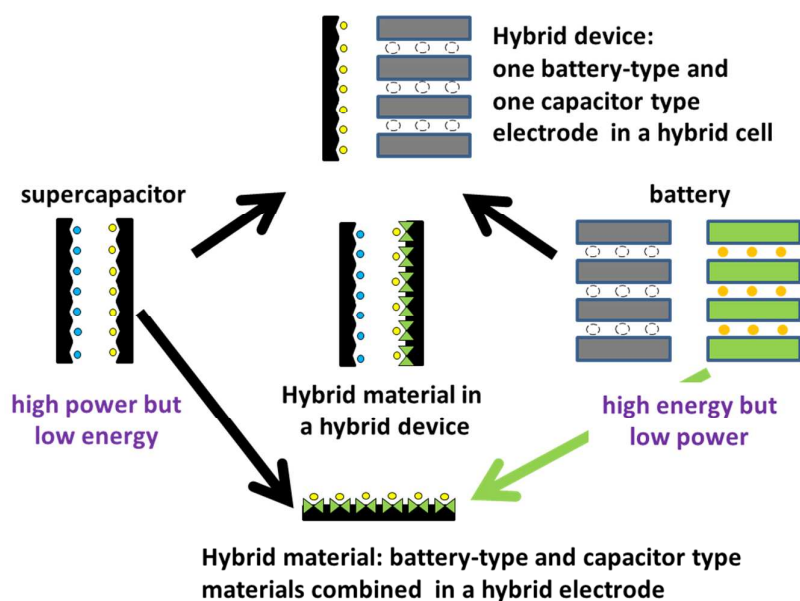 Hybrid device:
one battery-type and
one capacitor type
electrode in a hybrid cell
supercapacitor
battery
high power but
low energy
Hybrid material in
a hybrid device
high energy but
low power
Hybrid material: battery-type and capacitor type
materials combined in a hybrid electrode